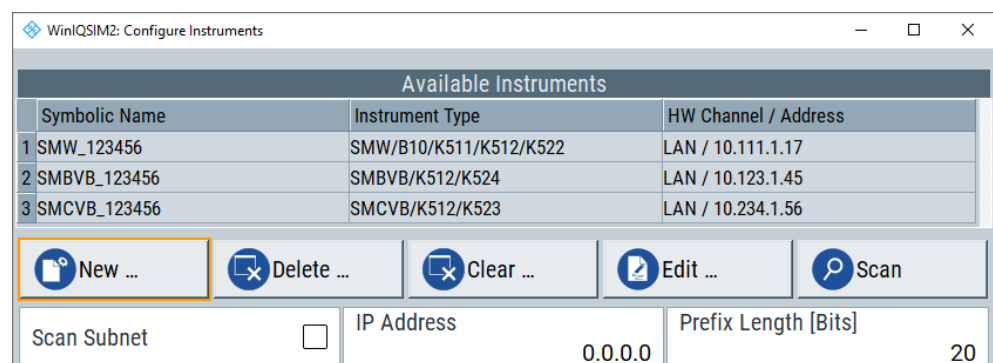 WinIQSIM2: Configure Instruments
Available Instruments
Symbolic Name Instrument Type HW Channel / Address
1 SMW_123456 SMW/B10/K511/K512/K522 LAN / 10.111.1.17
2 SMBVB_123456 SMBVB/K512/K524 LAN / 10.123.1.45
3 SMCVB_123456 SMCVB/K512/K523 LAN / 10.234.1.56
New ... Delete ... Clear ... Edit ... Scan
Scan Subnet IP Address Prefix Length [Bits]
0.0.0.0 20